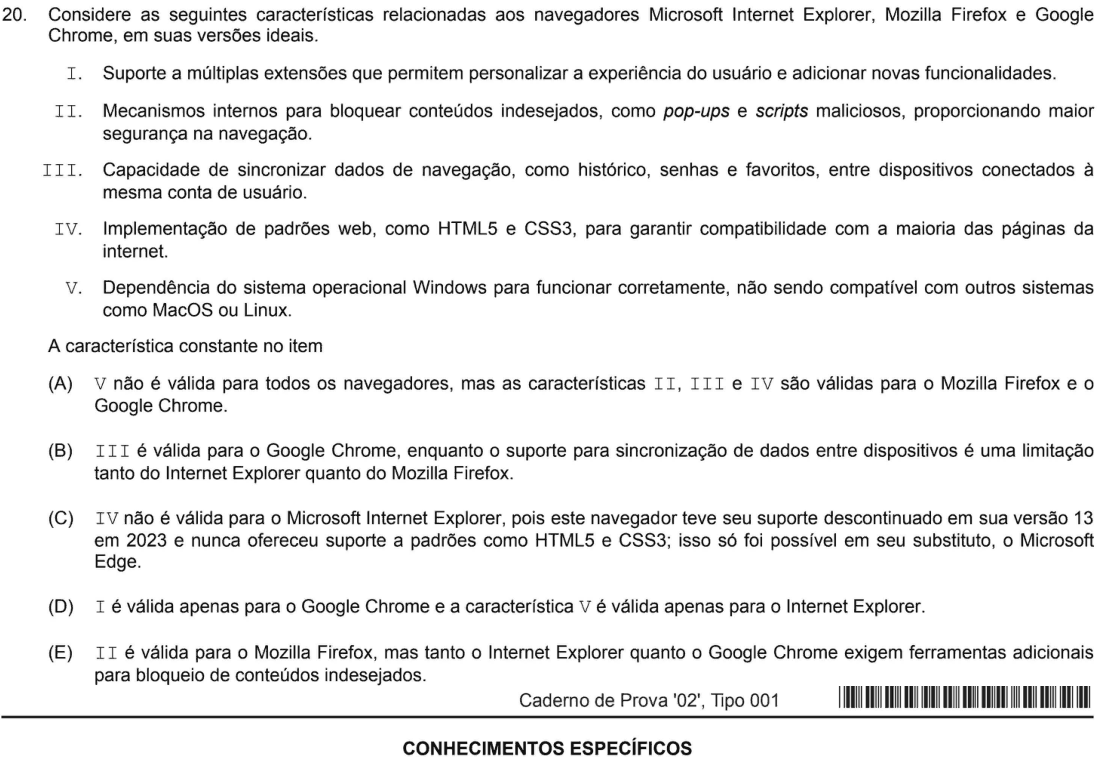 20. Considere as seguintes características relacionadas aos navegadores Microsoft Internet Explorer, Mozilla Firefox e Google
Chrome, em suas versões ideais.
I. Suporte a múltiplas extensões que permitem personalizar a experiência do usuário e adicionar novas funcionalidades.
II. Mecanismos internos para bloquear conteúdos indesejados, como pop-ups e scripts maliciosos, proporcionando maior
segurança na navegação.
III. Capacidade de sincronizar dados de navegação, como histórico, senhas e favoritos, entre dispositivos conectados à
mesma conta de usuário.
IV. Implementação de padrões web, como HTML5 e CSS3, para garantir compatibilidade com a maioria das páginas da
internet.
V. Dependência do sistema operacional Windows para funcionar corretamente, não sendo compatível com outros sistemas
como MacOS ou Linux.
A característica constante no item
(A) V não é válida para todos os navegadores, mas as características II, III e IV são válidas para o Mozilla Firefox e o
Google Chrome.
(B) III é válida para o Google Chrome, enquanto o suporte para sincronização de dados entre dispositivos é uma limitação
tanto do Internet Explorer quanto do Mozilla Firefox.
(C) IV não é válida para o Microsoft Internet Explorer, pois este navegador teve seu suporte descontinuado em sua versão 13
em 2023 e nunca ofereceu suporte a padrões como HTML5 e CSS3; isso só foi possível em seu substituto, o Microsoft
Edge.
(D) I é válida apenas para o Google Chrome e a característica V é válida apenas para o Internet Explorer.
(E) II é válida para o Mozilla Firefox, mas tanto o Internet Explorer quanto o Google Chrome exigem ferramentas adicionais
para bloqueio de conteúdos indesejados.
Caderno de Prova '02', Tipo 001
CONHECIMENTOS ESPECÍFICOS